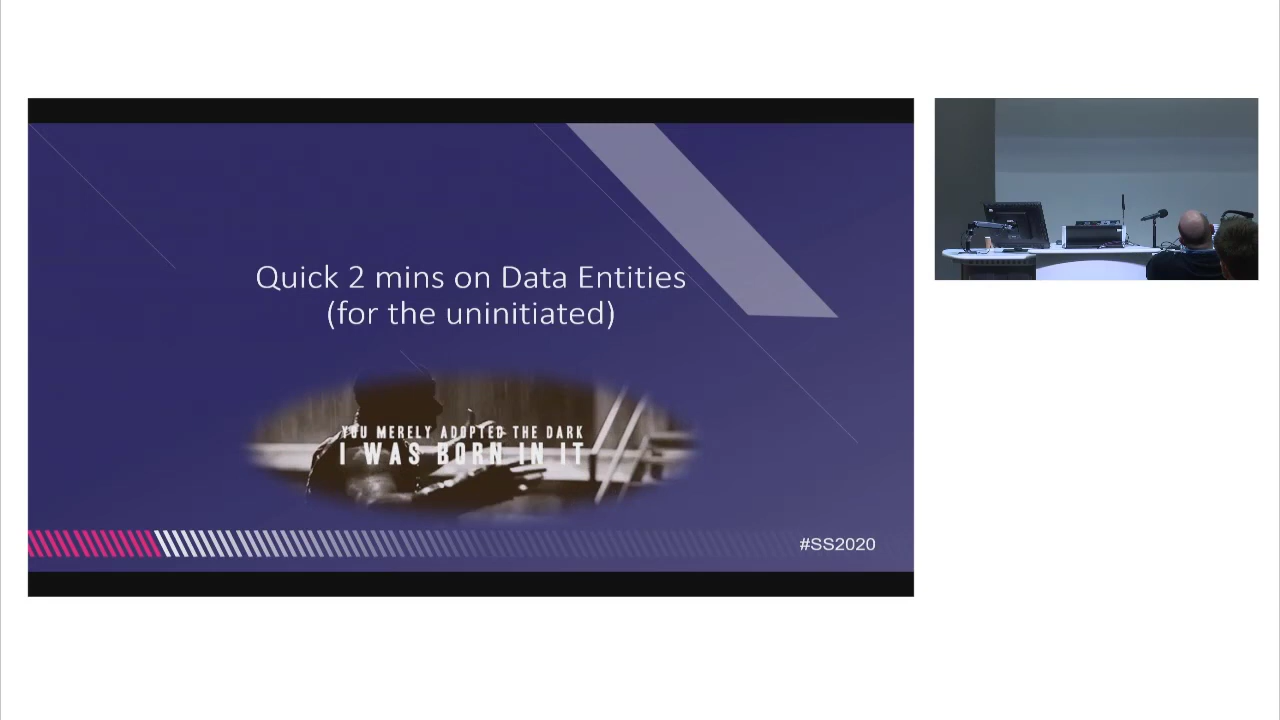 Quick 2 mins on Data Entities
(for the uninitiated)
YOU MERELY ADOPTED THE DARK
I WAS BORN IN IT
#SS2020